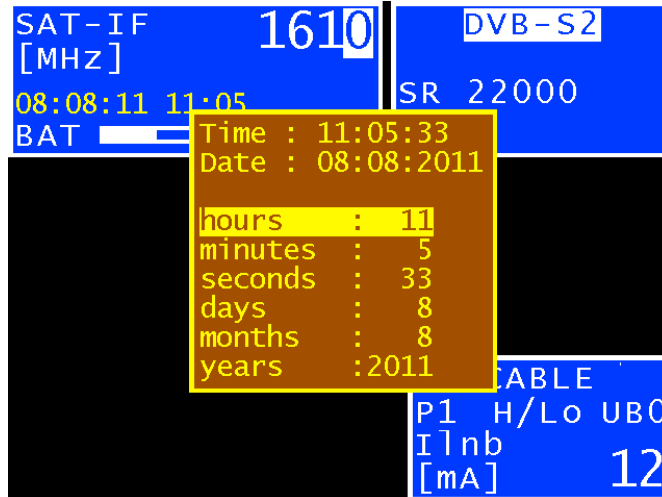 SAT-IF 1610
[MHz]
08:08:11 11:05
BAT
DVB-S2
SR 22000
Time : 11:05:33
Date : 08:08:2011
hours : 11
minutes : 5
seconds : 33
days : 8
months : 8
years :2011
CABLE
P1 H/Lo UB0
Ilnb
[mA] 12